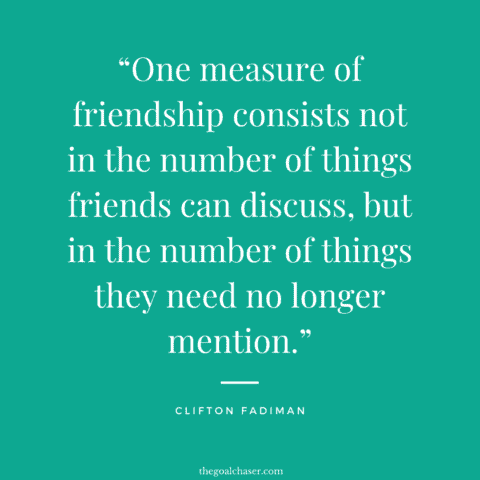 “One measure of
friendship consists not
in the number of things
friends can discuss, but
in the number of things
they need no longer
mention.”
CLIFTON FADIMAN
thegoalchaser.com